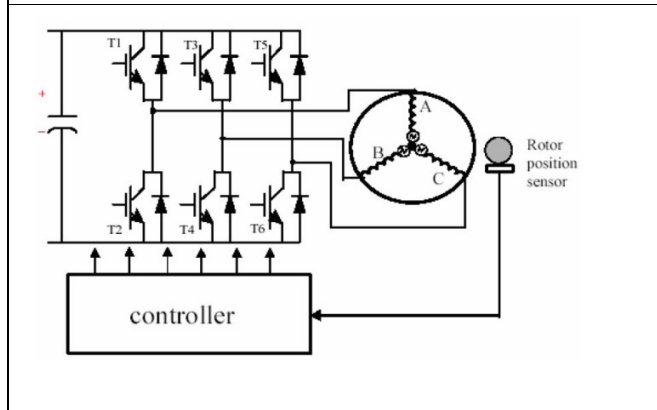 T1
T3
T5
+
−
A
B
C
Rotor
position
sensor
T2
T4
T6
controller